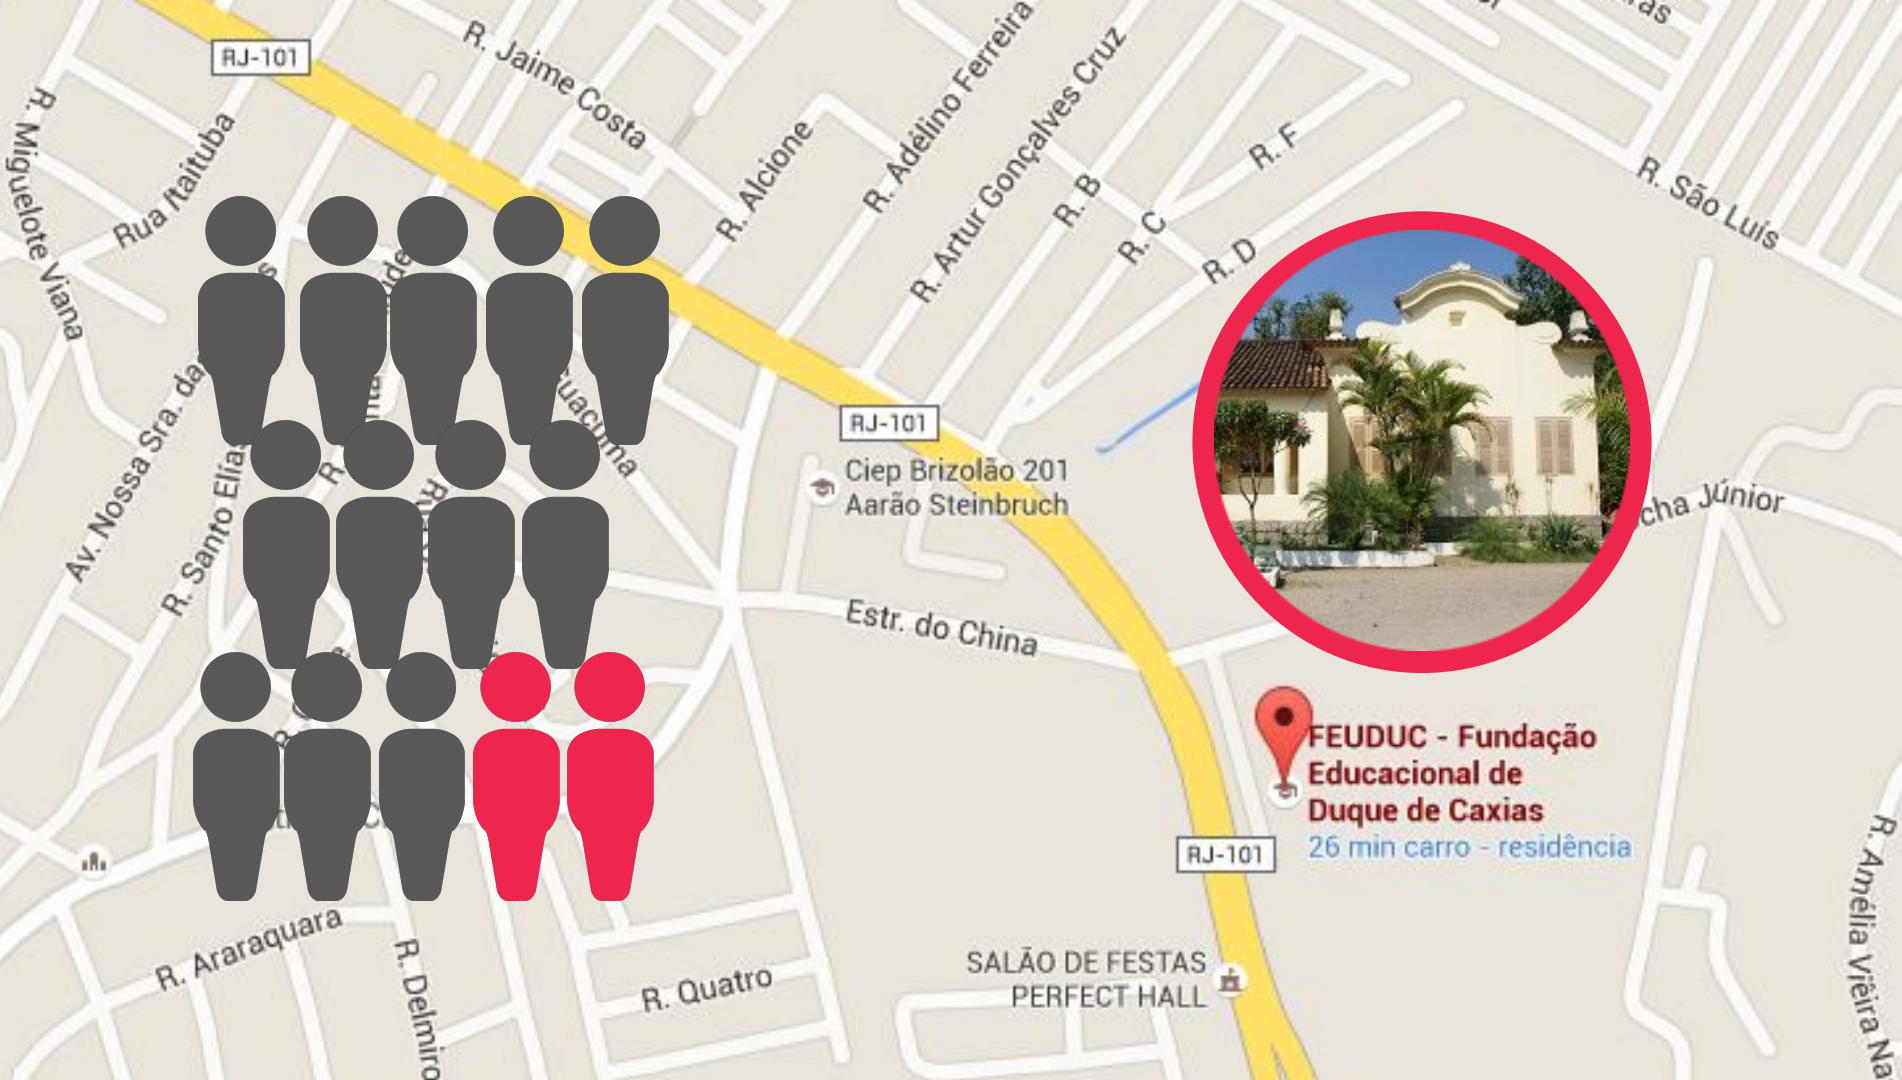 RJ-101
R. Jaime Costa
R. Miguelote Viana
Rua Itaituba
R. Alcione
R. Adelino Ferreira
R. Artur Gonçalves Cruz
R. B
R. C
R. D
R. F
R. São Luís
Av. Nossa Sra. da
R. Santo Elias
RJ-101
Ciep Brizolão 201
Aarão Steinbruch
Estr. do China
cha Júnior
FEUDUC - Fundação
Educacional de
Duque de Caxias
26 min carro - residência
RJ-101
SALÃO DE FESTAS
PERFECT HALL
R. Araraquara
R. Delmiro
R. Quatro
R. Amélia Vieira Na